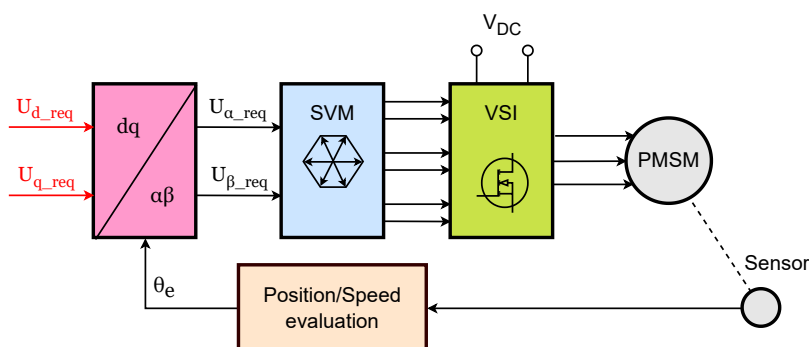 V_DC
U_d_req
dq
U_α_req
SVM
VSI
PMSM
U_q_req
αβ
U_β_req
Sensor
θ_e
Position/Speed
evaluation